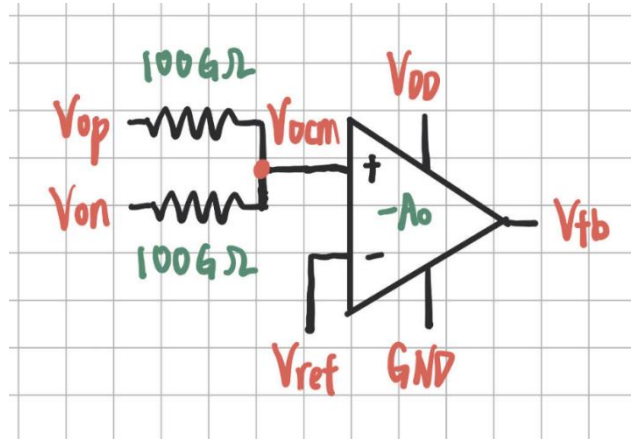 100GΩ
VDD
Vop
Vocm
+
Von
-A0
Vfb
100GΩ
-
Vref
GND